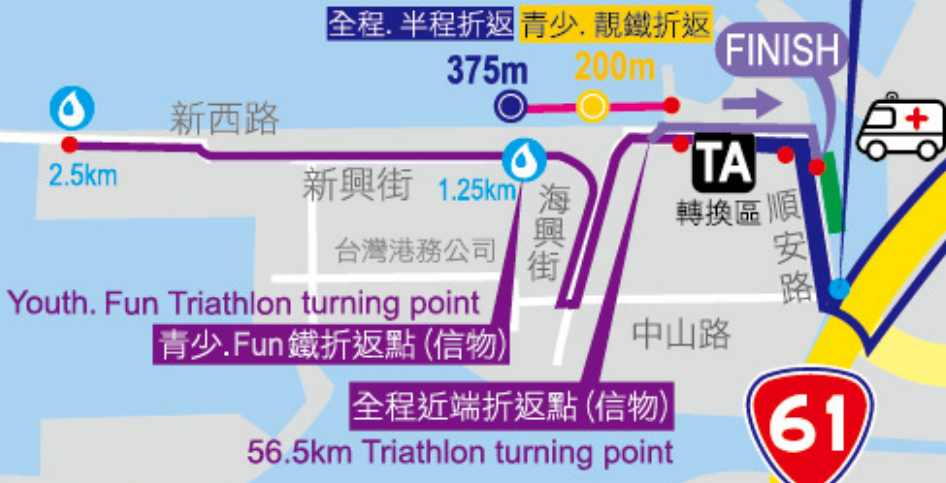 全程. 半程折返 青少. 靚鐵折返
375m 200m
FINISH
新西路
2.5km
新興街
1.25km
海興街
TA
轉換區
順安路
台灣港務公司
Youth. Fun Triathlon turning point
青少.Fun鐵折返點(信物)
中山路
全程近端折返點(信物)
56.5km Triathlon turning point
61